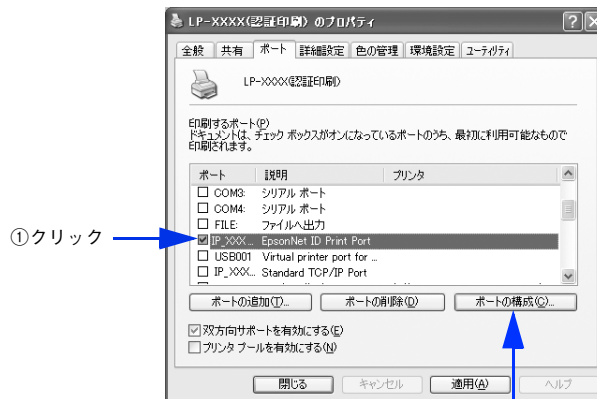 LP-XXXX(認証印刷) のプロパティ
全般 共有 ポート 詳細設定 色の管理 環境設定 ユーティリティ
LP-XXXX(認証印刷)
印刷するポート(P)
ドキュメントは、チェック ボックスがオンになっているポートのうち、最初に利用可能なもので
印刷されます。
ポート 説明 プリンタ
COM3: シリアル ポート
COM4: シリアル ポート
FILE: ファイルへ出力
①クリック
IP_XXX... EpsonNet ID Print Port
USB001 Virtual printer port for ...
IP_XXX... Standard TCP/IP Port
ポートの追加(T)... ポートの削除(D) ポートの構成(C)...
双方向サポートを有効にする(E)
プリンタ プールを有効にする(N)
閉じる キャンセル 適用(A) ヘルプ